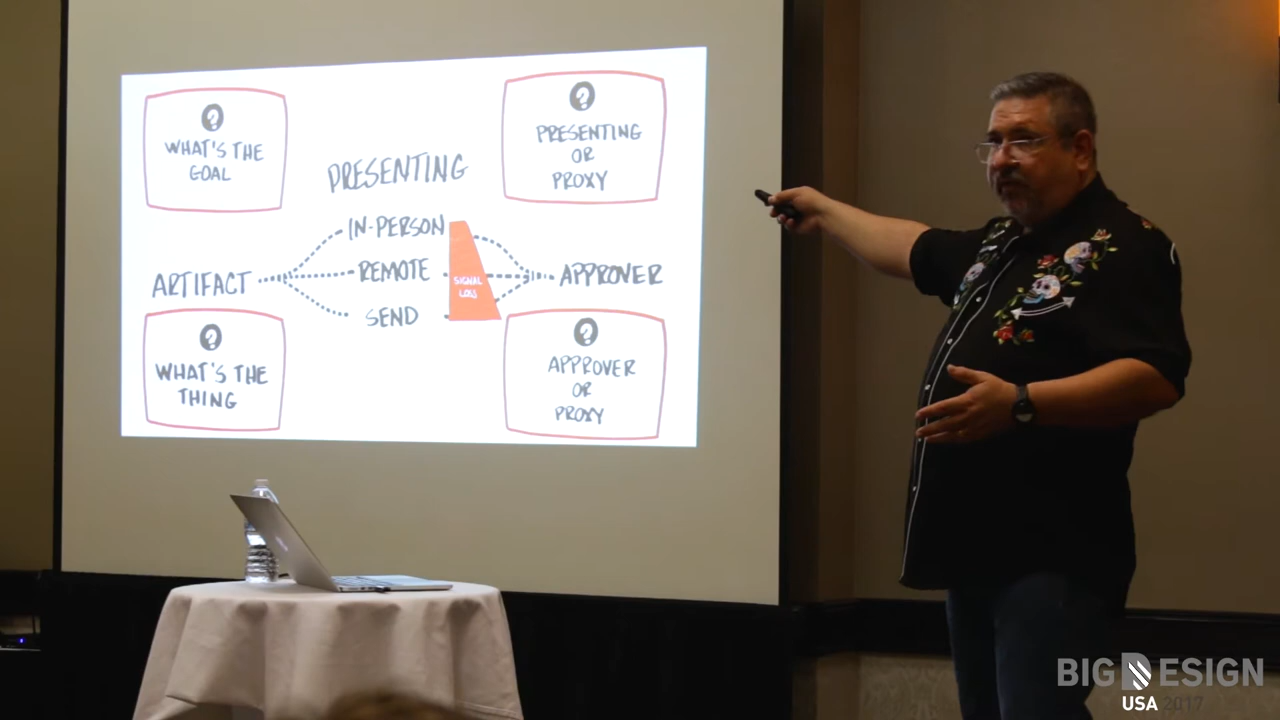 WHAT'S THE
GOAL
PRESENTING
OR
PROXY
PRESENTING
IN-PERSON
REMOTE
SEND
ARTIFACT
SIGNAL
LOSS
APPROVER
WHAT'S THE
THING
APPROVER
OR
PROXY
BIG DESIGN
USA 2017